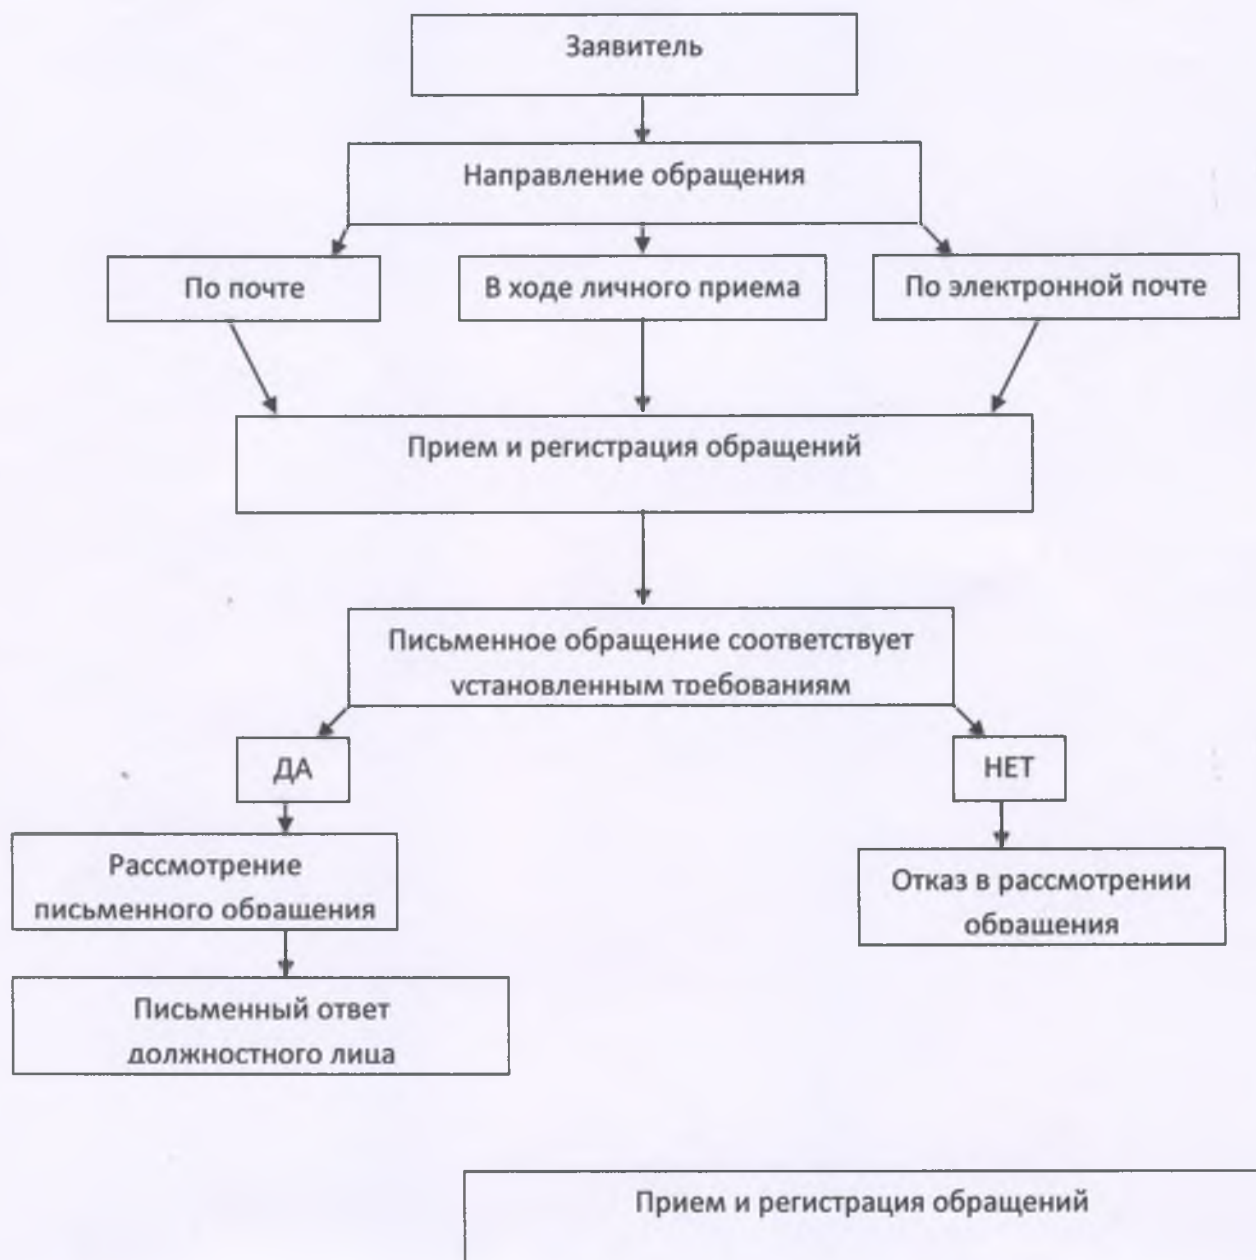 Заявитель
Направление обращения
По почте
В ходе личного приема
По электронной почте
Прием и регистрация обращений
Письменное обращение соответствует
установленным требованиям
ДА
НЕТ
Рассмотрение
письменного обращения
Отказ в рассмотрении
обращения
Письменный ответ
должностного лица
Прием и регистрация обращений